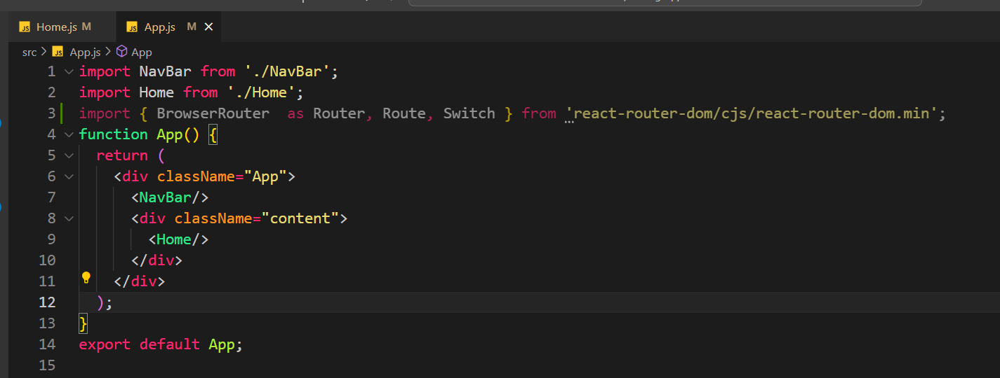 Home.js M App.js M
src > App.js > App
1 import NavBar from './NavBar';
2 import Home from './Home';
3 import { BrowserRouter  as Router, Route, Switch } from 'react-router-dom/cjs/react-router-dom.min';
4 function App() {
5   return (
6     <div className="App">
7       <NavBar/>
8       <div className="content">
9         <Home/>
10       </div>
11     </div>
12   );
13 }
14 export default App;
15